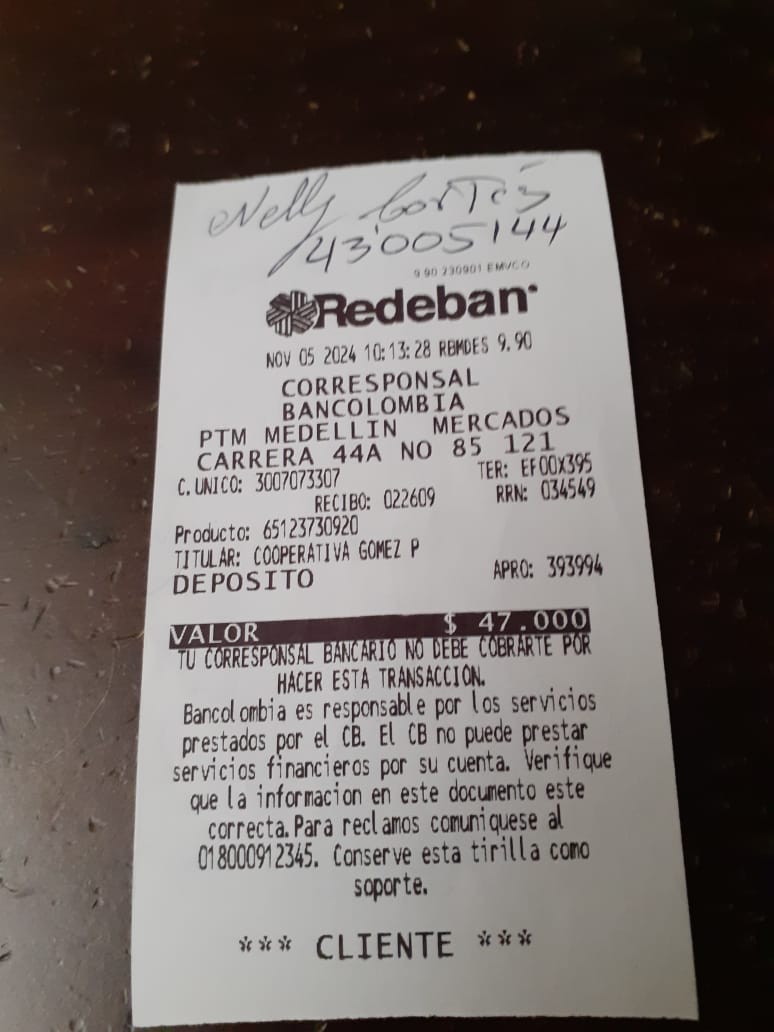 Nelly Cortés
43'005144
9.90 230901 EMVCO
Redeban
NOV 05 2024 10:13:28 RBMDES 9.90
CORRESPONSAL
BANCOLOMBIA
PTM MEDELLIN MERCADOS
CARRERA 44A NO 85 121
C. UNICO: 3007073307 TER: EF00X395
RECIBO: 022609 RRN: 034549
Producto: 65123730920
TITULAR: COOPERATIVA GOMEZ P
DEPOSITO APRO: 393994
VALOR $ 47.000
TU CORRESPONSAL BANCARIO NO DEBE COBRARTE POR
HACER ESTA TRANSACCION.
Bancolombia es responsable por los servicios
prestados por el CB. El CB no puede prestar
servicios financieros por su cuenta. Verifique
que la informacion en este documento este
correcta. Para reclamos comuniquese al
018000912345. Conserve esta tirilla como
soporte.
*** CLIENTE ***